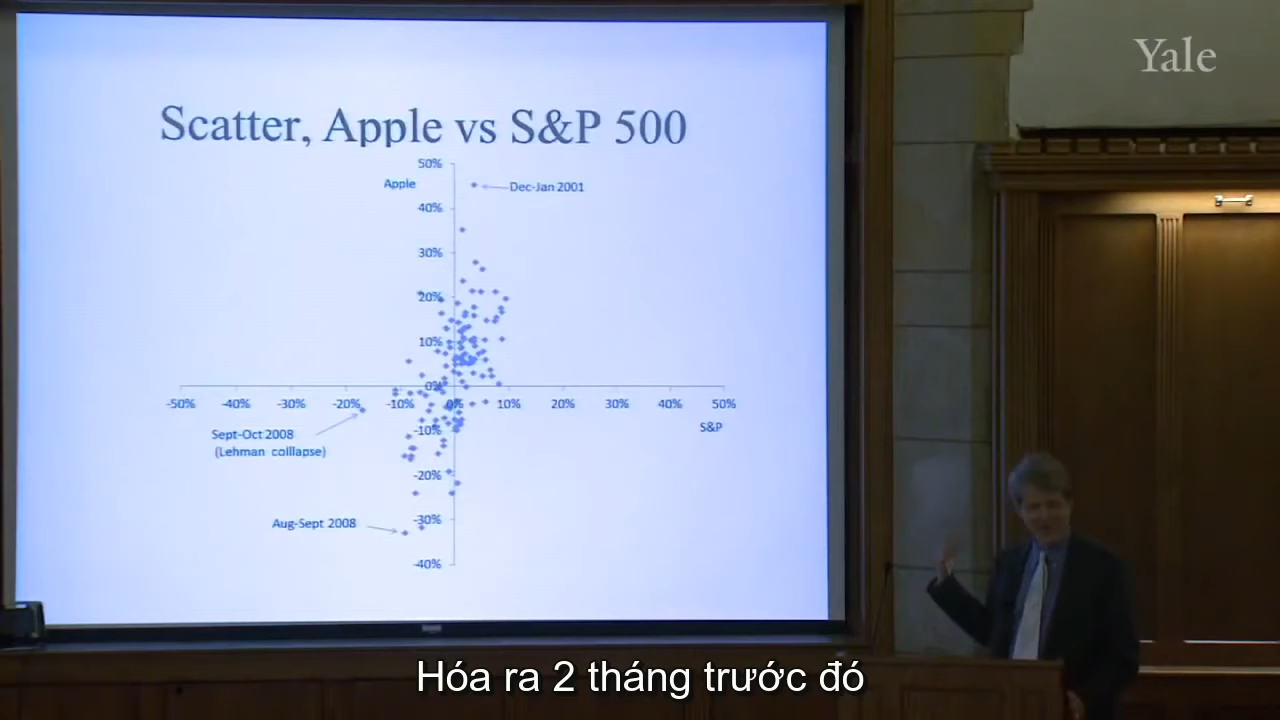 Yale
Scatter, Apple vs S&P 500
50%
Apple
Dec-Jan 2001
40%
30%
20%
10%
0%
-50% -40% -30% -20% -10% 0% 10% 20% 30% 40% 50%
S&P
Sept-Oct 2008
(Lehman colllapse)
-10%
-20%
Aug-Sept 2008
-30%
-40%
Hóa ra 2 tháng trước đó